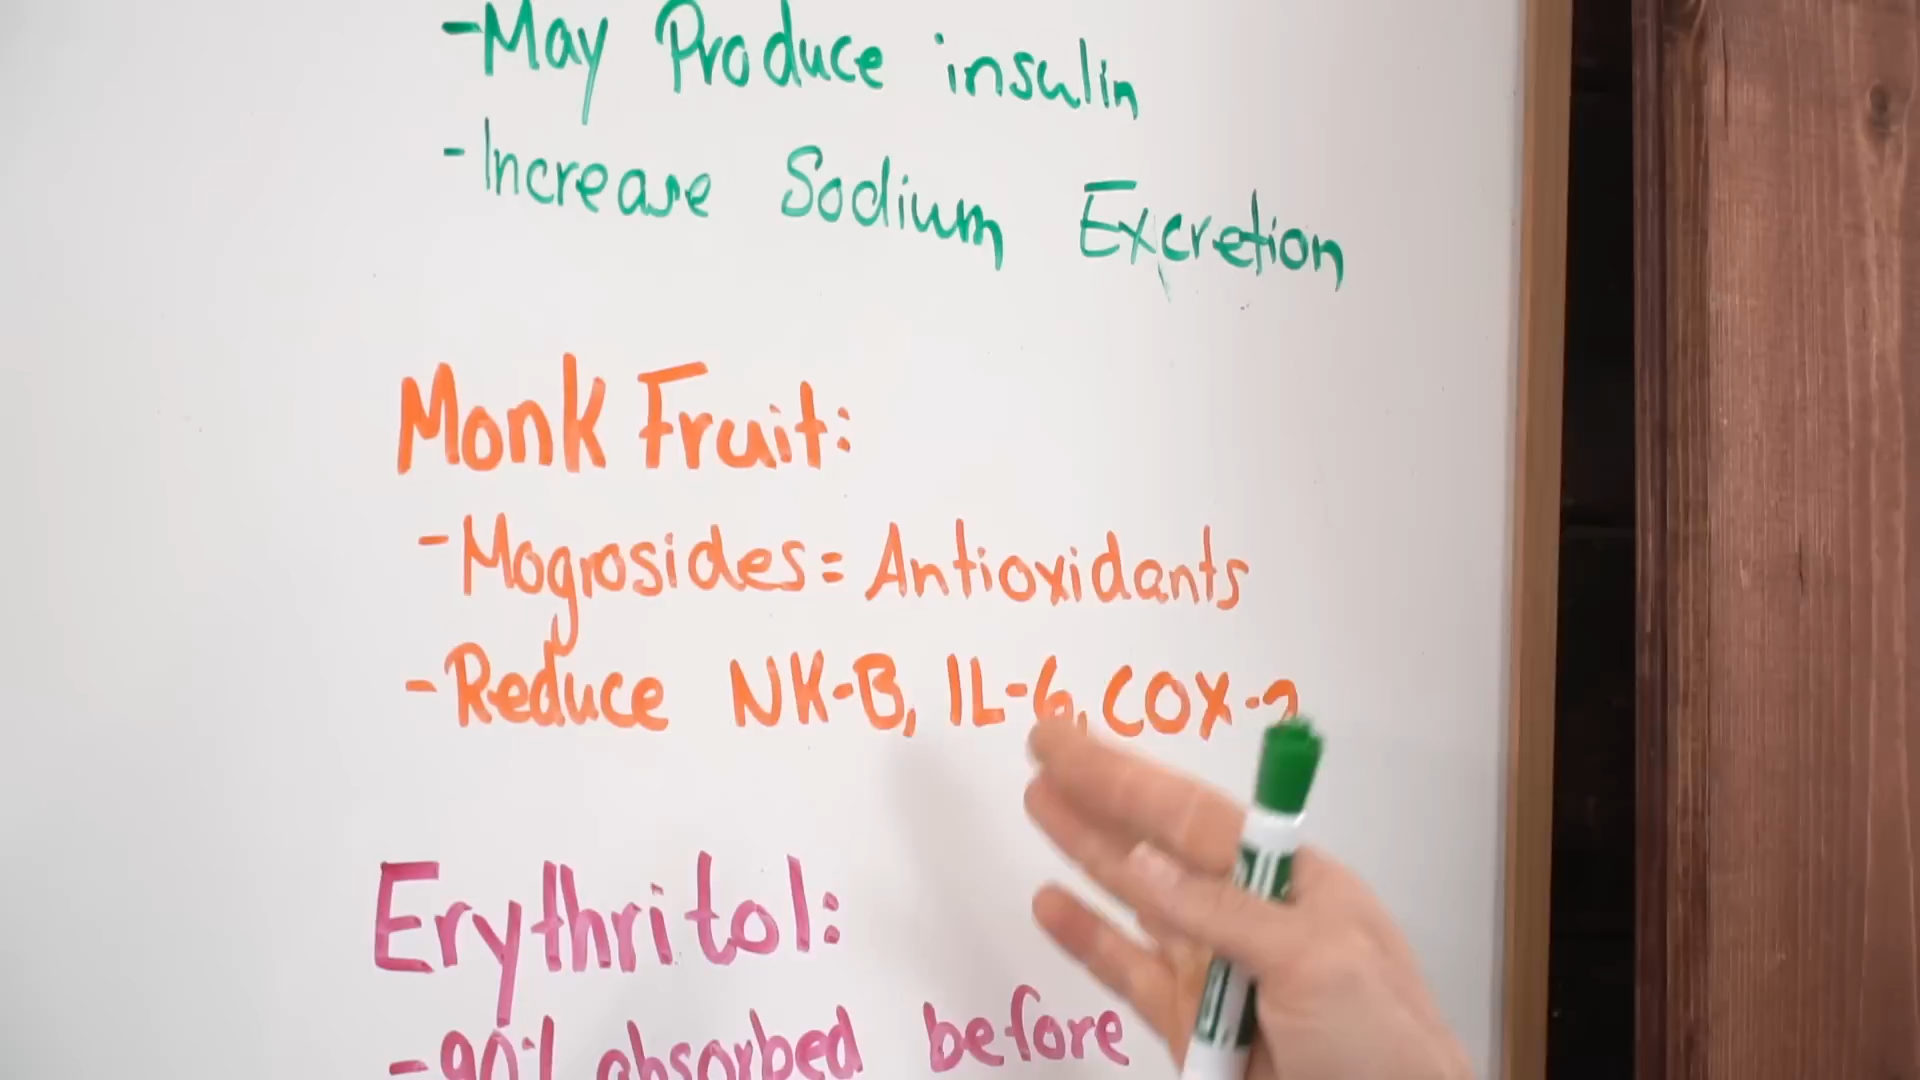 -May Produce insulin
-Increase Sodium Excretion
Monk Fruit:
-Mogrosides=Antioxidants
-Reduce NK-B, IL-6, COX-2
Erythritol:
-90% absorbed before